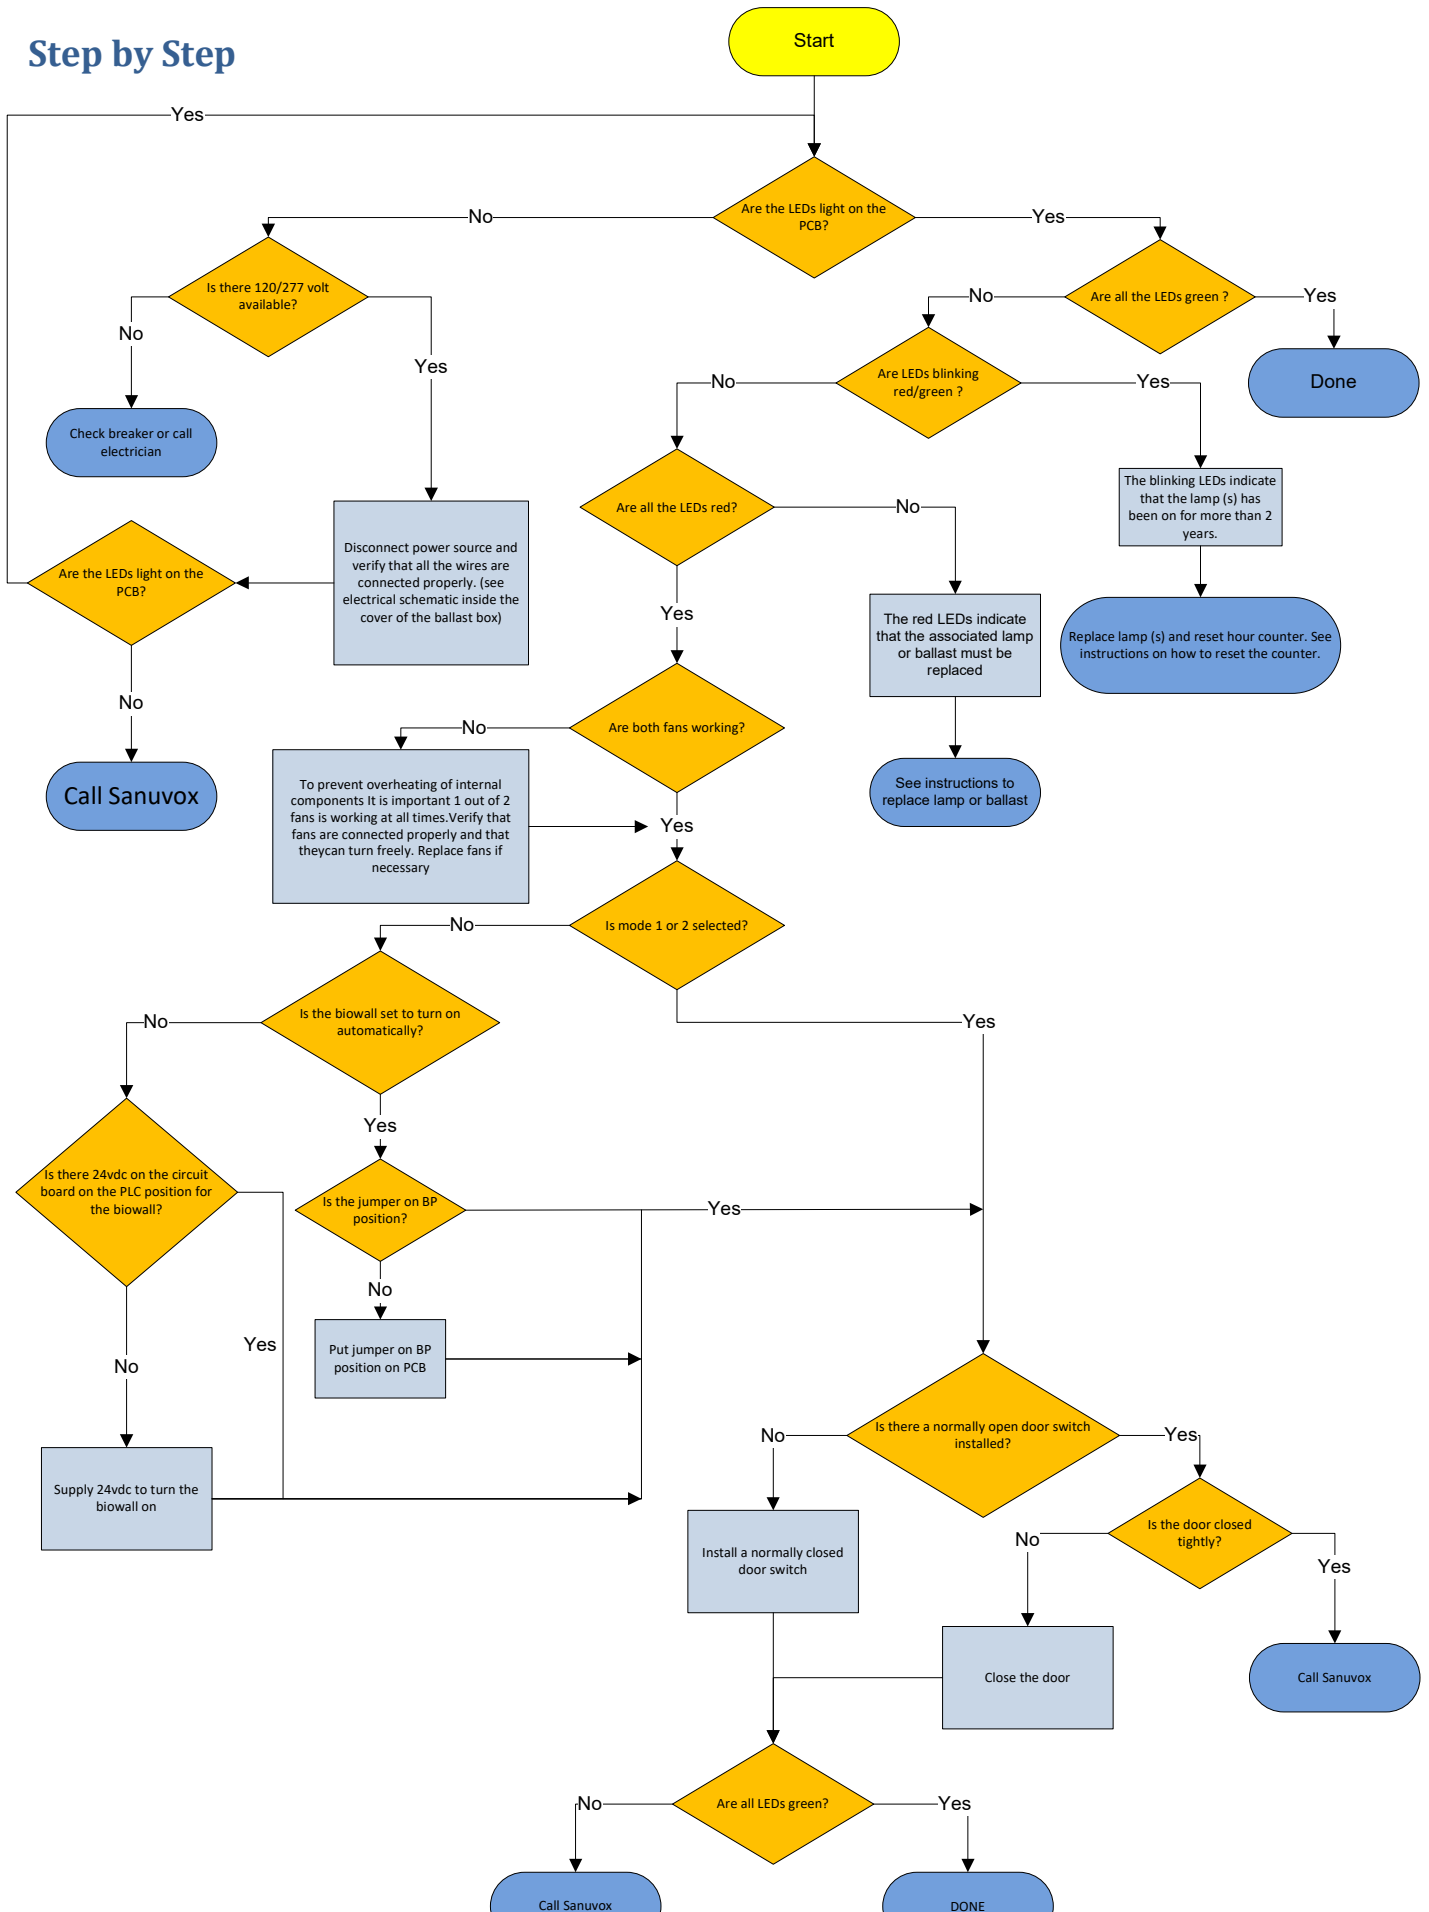 Step by Step
Start
Yes
Are the LEDs light on the
PCB?
No
Yes
Is there 120/277 volt
available?
Are all the LEDs green ?
No
Yes
No
Yes
Done
Are LEDs blinking
red/green ?
No
Yes
Check breaker or call
electrician
The blinking LEDs indicate
that the lamp (s) has
been on for more than 2
years.
Are all the LEDs red?
No
Disconnect power source and
verify that all the wires are
connected properly. (see
electrical schematic inside the
cover of the ballast box)
Are the LEDs light on the
PCB?
Yes
The red LEDs indicate
that the associated lamp
or ballast must be
replaced
Replace lamp (s) and reset hour counter. See
instructions on how to reset the counter.
No
Are both fans working?
No
Call Sanuvox
To prevent overheating of internal
components It is important 1 out of 2
fans is working at all times.Verify that
fans are connected properly and that
theycan turn freely. Replace fans if
necessary
Yes
See instructions to
replace lamp or ballast
Is mode 1 or 2 selected?
No
Yes
Is the biowall set to turn on
automatically?
No
Yes
Is there 24vdc on the circuit
board on the PLC position for
the biowall?
Is the jumper on BP
position?
Yes
No
Put jumper on BP
position on PCB
Yes
No
Supply 24vdc to turn the
biowall on
Is there a normally open door switch
installed?
No
Yes
Install a normally closed
door switch
Is the door closed
tightly?
No
Yes
Close the door
Call Sanuvox
Are all LEDs green?
No
Yes
Call Sanuvox
DONE